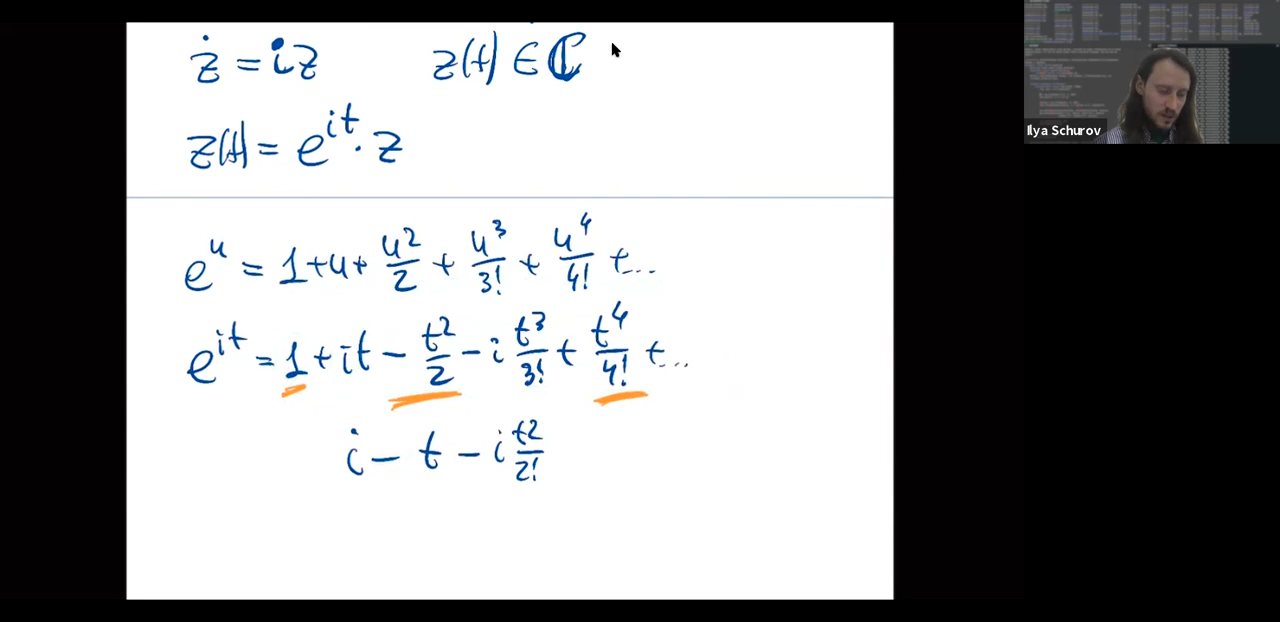 ż = iz z(t) ∈ ℂ
z(t) = e^{it} · z
e^u = 1 + u + u²/2 + u³/3! + u⁴/4! + ...
e^{it} = 1 + it - t²/2 - i t³/3! + t⁴/4! + ...
i - t - i t²/2!
Ilya Schurov